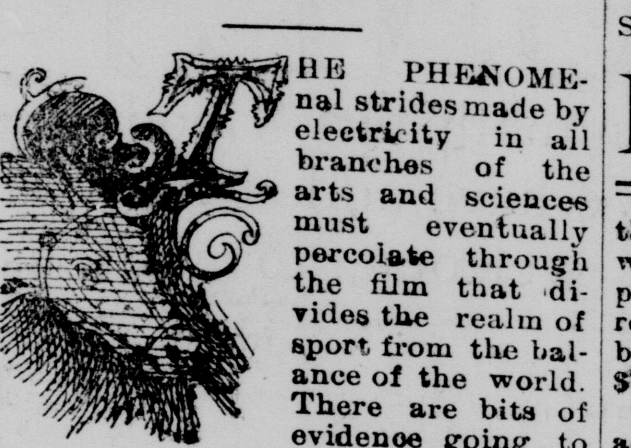 THE PHENOME-
nal strides made by
electricity in all
branches of the
arts and sciences
must eventually
percolate through
the film that di-
vides the realm of
sport from the bal-
ance of the world.
There are bits of
evidence going to